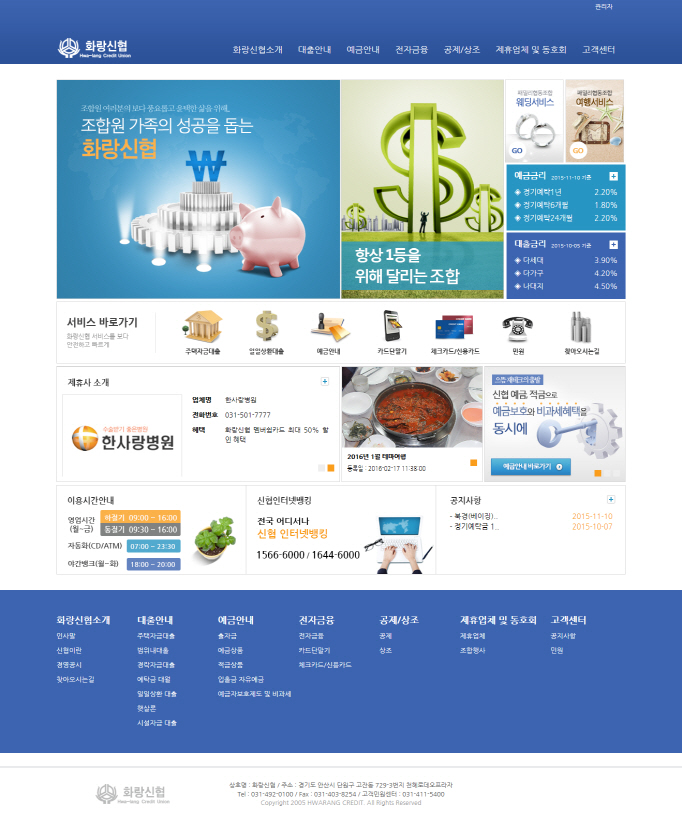 관리자
화랑신협
Hwa-rang Credit Union
화랑신협소개 대출안내 예금안내 전자금융 공제/상조 제휴업체 및 동호회 고객센터
조합원 여러분의 보다 풍요롭고 윤택한 삶을 위해..
조합원 가족의 성공을 돕는
화랑신협
항상 1등을
위해 달리는 조합
패밀리협동조합
웨딩서비스
GO
패밀리협동조합
여행서비스
GO
예금금리 2015-11-10 기준
정기예탁1년 2.20%
정기예탁6개월 1.80%
정기예탁24개월 2.20%
대출금리 2015-10-05 기준
다세대 3.90%
다가구 4.20%
나대지 4.50%
서비스 바로가기
화랑신협 서비스를 보다
안전하고 빠르게
주택자금대출 일일상환대출 예금안내 카드단말기 체크카드/신용카드 민원 찾아오시는길
제휴사 소개
한사랑병원
업체명 한사랑병원
전화번호 031-501-7777
혜택 화랑신협 멤버쉽카드 최대 50% 할
인 혜택
2016년 1월 테마여행
등록일 : 2016-02-17 11:38:00
신협 예금, 적금으로
예금보호와 비과세혜택을
동시에
예금안내 바로가기
이용시간안내
영업시간
(월~금)
하절기 09:00 ~ 16:00
동절기 09:30 ~ 16:00
자동화(CD/ATM) 07:00 ~ 23:30
야간뱅크(월~화) 18:00 ~ 20:00
신협인터넷뱅킹
전국 어디서나
신협 인터넷뱅킹
1566-6000 / 1644-6000
공지사항
- 북경(베이징)... 2015-11-10
- 정기예탁금 1... 2015-10-07
화랑신협소개 대출안내 예금안내 전자금융 공제/상조 제휴업체 및 동호회 고객센터
인사말 주택자금대출 출자금 전자금융 공제 제휴업체 공지사항
신협이란 범위내대출 예금상품 카드단말기 상조 조합행사 민원
경영공시 경락자금대출 적금상품 체크카드/신용카드
찾아오시는길 예탁금 대월 입출금 자유예금
일일상환 대출 예금자보호제도 및 비과세
햇살론
시설자금 대출
화랑신협
Hwa-rang Credit Union
상호명 : 화랑신협 / 주소 : 경기도 안산시 단원구 고잔동 729-3번지 천혜로데오프라자
Tel : 031-492-0100 / Fax : 031-403-8254 / 고객민원센터 : 031-411-5400
Copyright 2005 HWARANG CREDIT. All Rights Reserved